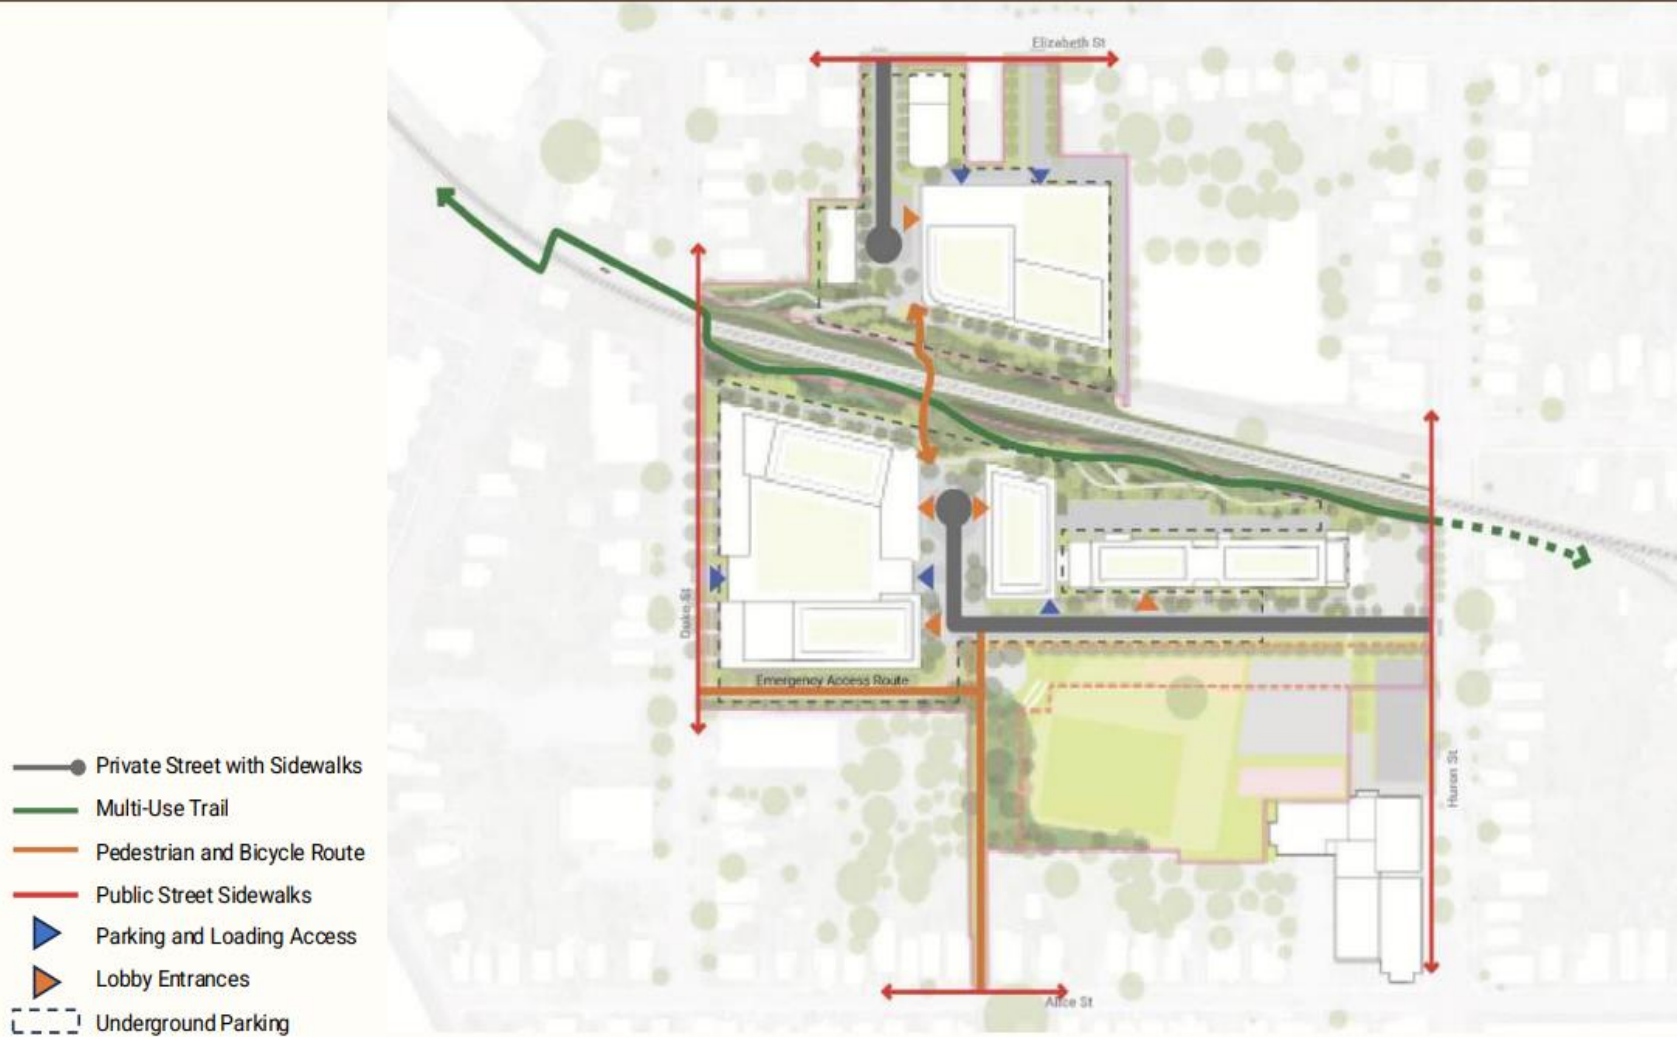 Elizabeth St
Duke St
Emergency Access Route
Huron St
Alice St
Private Street with Sidewalks
Multi-Use Trail
Pedestrian and Bicycle Route
Public Street Sidewalks
Parking and Loading Access
Lobby Entrances
Underground Parking